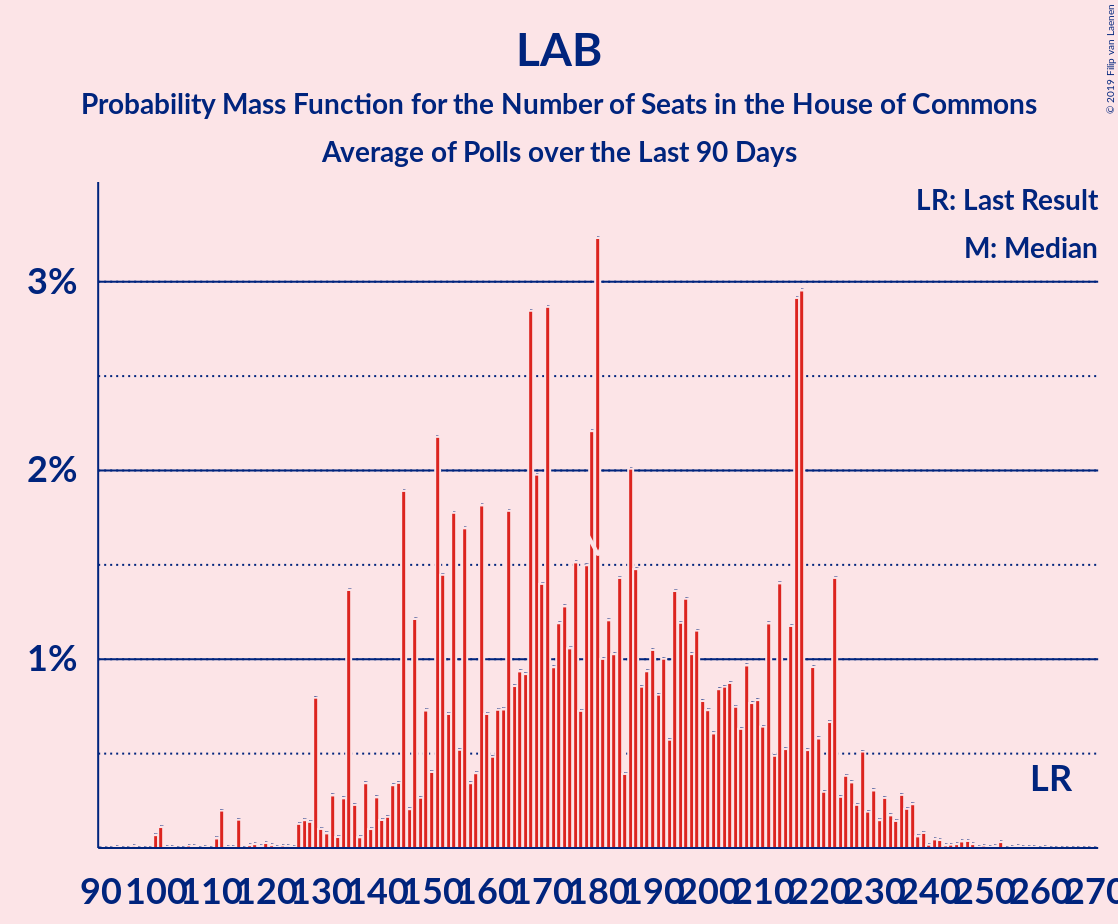 LAB
Probability Mass Function for the Number of Seats in the House of Commons
Average of Polls over the Last 90 Days
© 2019 Filip van Laenen
LR: Last Result
M: Median
3%
2%
1%
M
LR
90 100 110 120 130 140 150 160 170 180 190 200 210 220 230 240 250 260 270